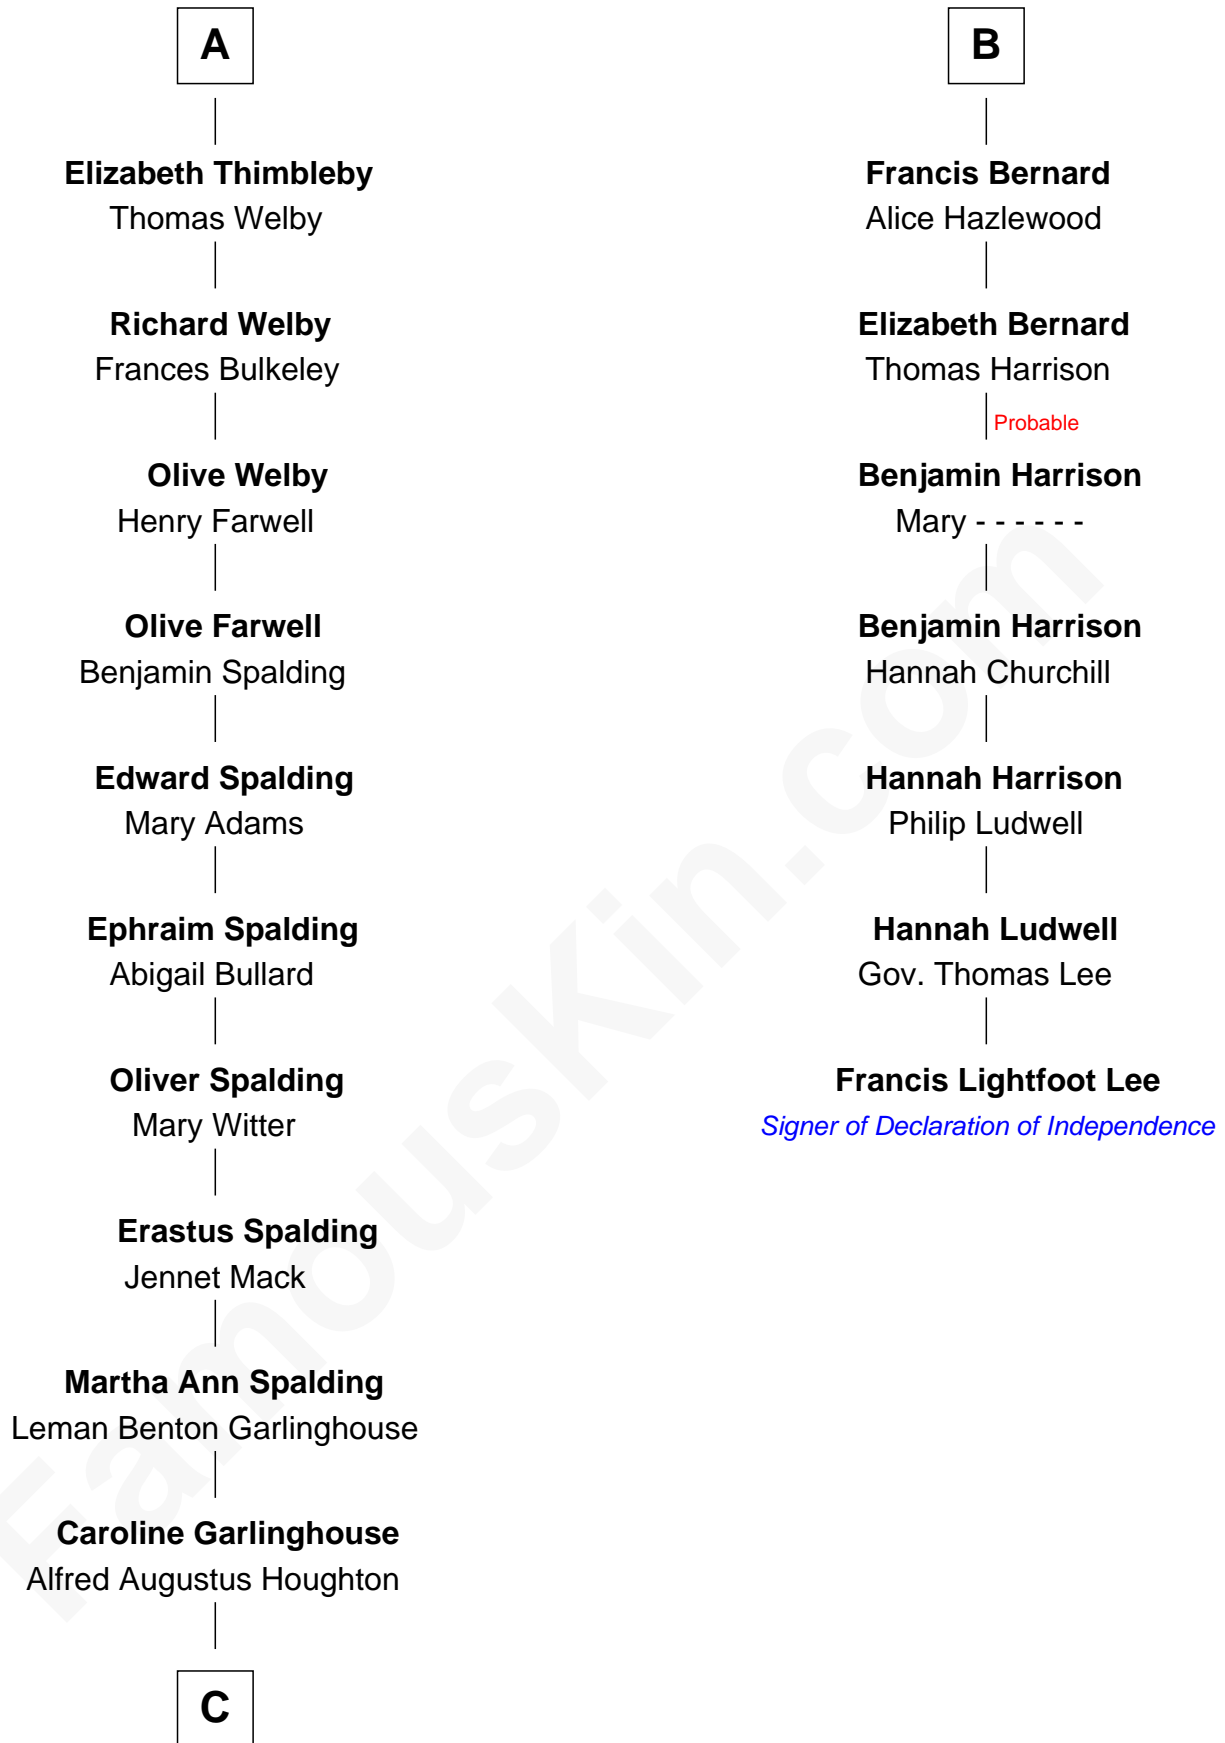 A
Elizabeth Thimbleby
Thomas Welby
Richard Welby
Frances Bulkeley
Olive Welby
Henry Farwell
Olive Farwell
Benjamin Spalding
Edward Spalding
Mary Adams
Ephraim Spalding
Abigail Bullard
Oliver Spalding
Mary Witter
Erastus Spalding
Jennet Mack
Martha Ann Spalding
Leman Benton Garlinghouse
Caroline Garlinghouse
Alfred Augustus Houghton
C
B
Francis Bernard
Alice Hazlewood
Elizabeth Bernard
Thomas Harrison
Probable
Benjamin Harrison
Mary - - - - - -
Benjamin Harrison
Hannah Churchill
Hannah Harrison
Philip Ludwell
Hannah Ludwell
Gov. Thomas Lee
Francis Lightfoot Lee
Signer of Declaration of Independence
FamousKin.com